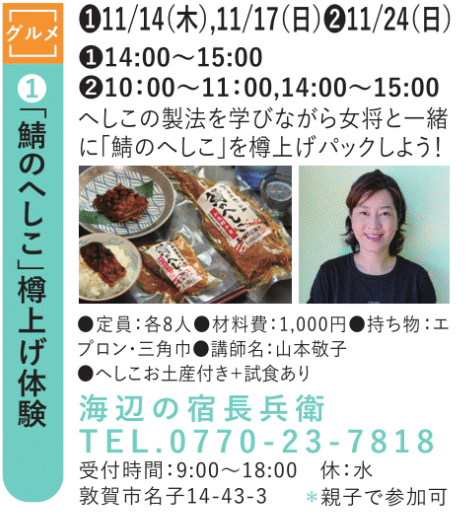 グルメ
❶「鯖のへしこ」樽上げ体験
❶11/14(木),11/17(日)❷11/24(日)
❶14:00〜15:00
❷10:00〜11:00,14:00〜15:00
へしこの製法を学びながら女将と一緒
に「鯖のへしこ」を樽上げパックしよう!
●定員:各8人●材料費:1,000円●持ち物:エ
プロン・三角巾●講師名:山本敬子
●へしこお土産付き+試食あり
海辺の宿長兵衛
TEL.0770-23-7818
受付時間:9:00〜18:00 休:水
敦賀市名子14-43-3 *親子で参加可